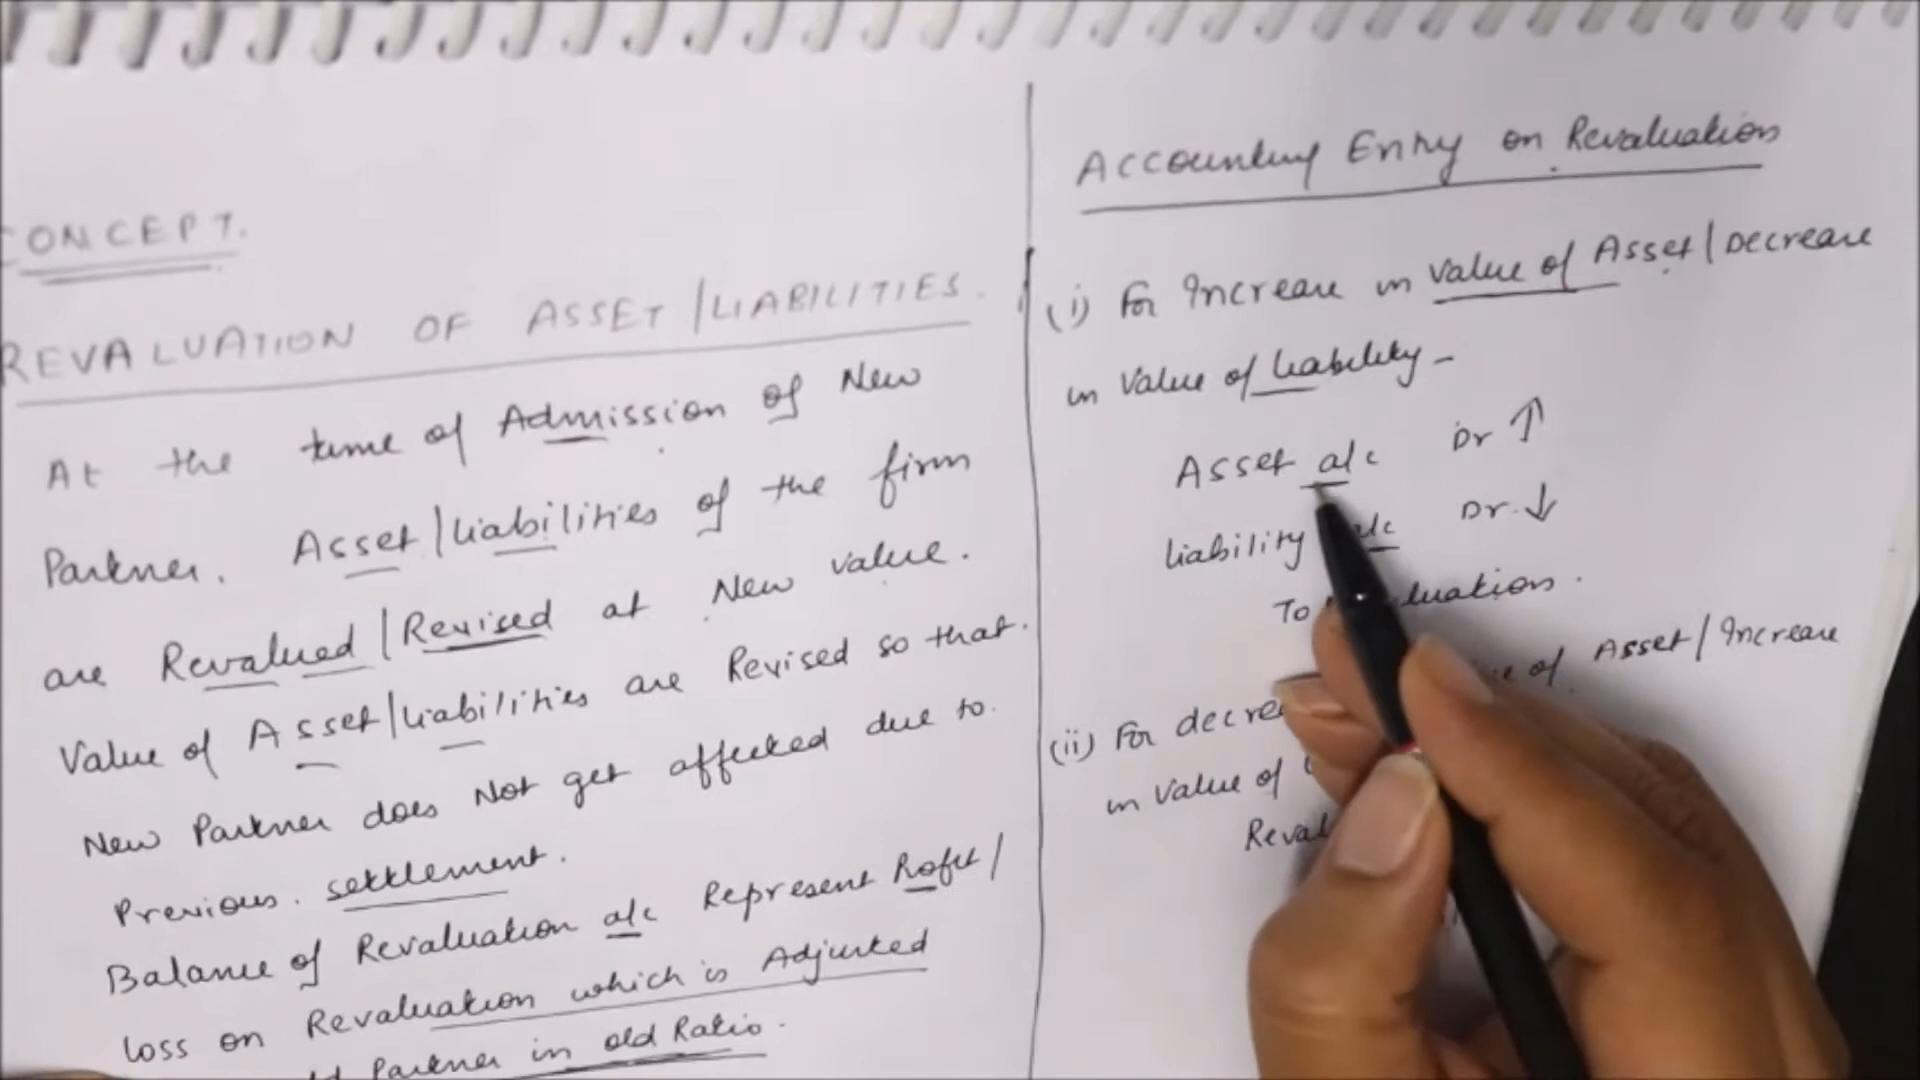 CONCEPT.
REVALUATION OF ASSET/LIABILITIES.
At the time of Admission of New
Partner. Asset/liabilities of the firm
are Revalued/Revised at New value.
Value of Asset/liabilities are Revised so that.
New Partner does Not get affected due to.
Previous. settlement.
Balance of Revaluation a/c Represent Profit/
loss on Revaluation which is Adjusted
Partner in old Ratio.
Accounting Entry on Revaluation
(i) For Increase in value of Asset/Decrease
in Value of liability -
Asset a/c Dr ↑
liability a/c Dr. ↓
To
(ii) For of Asset/Increase
in value of